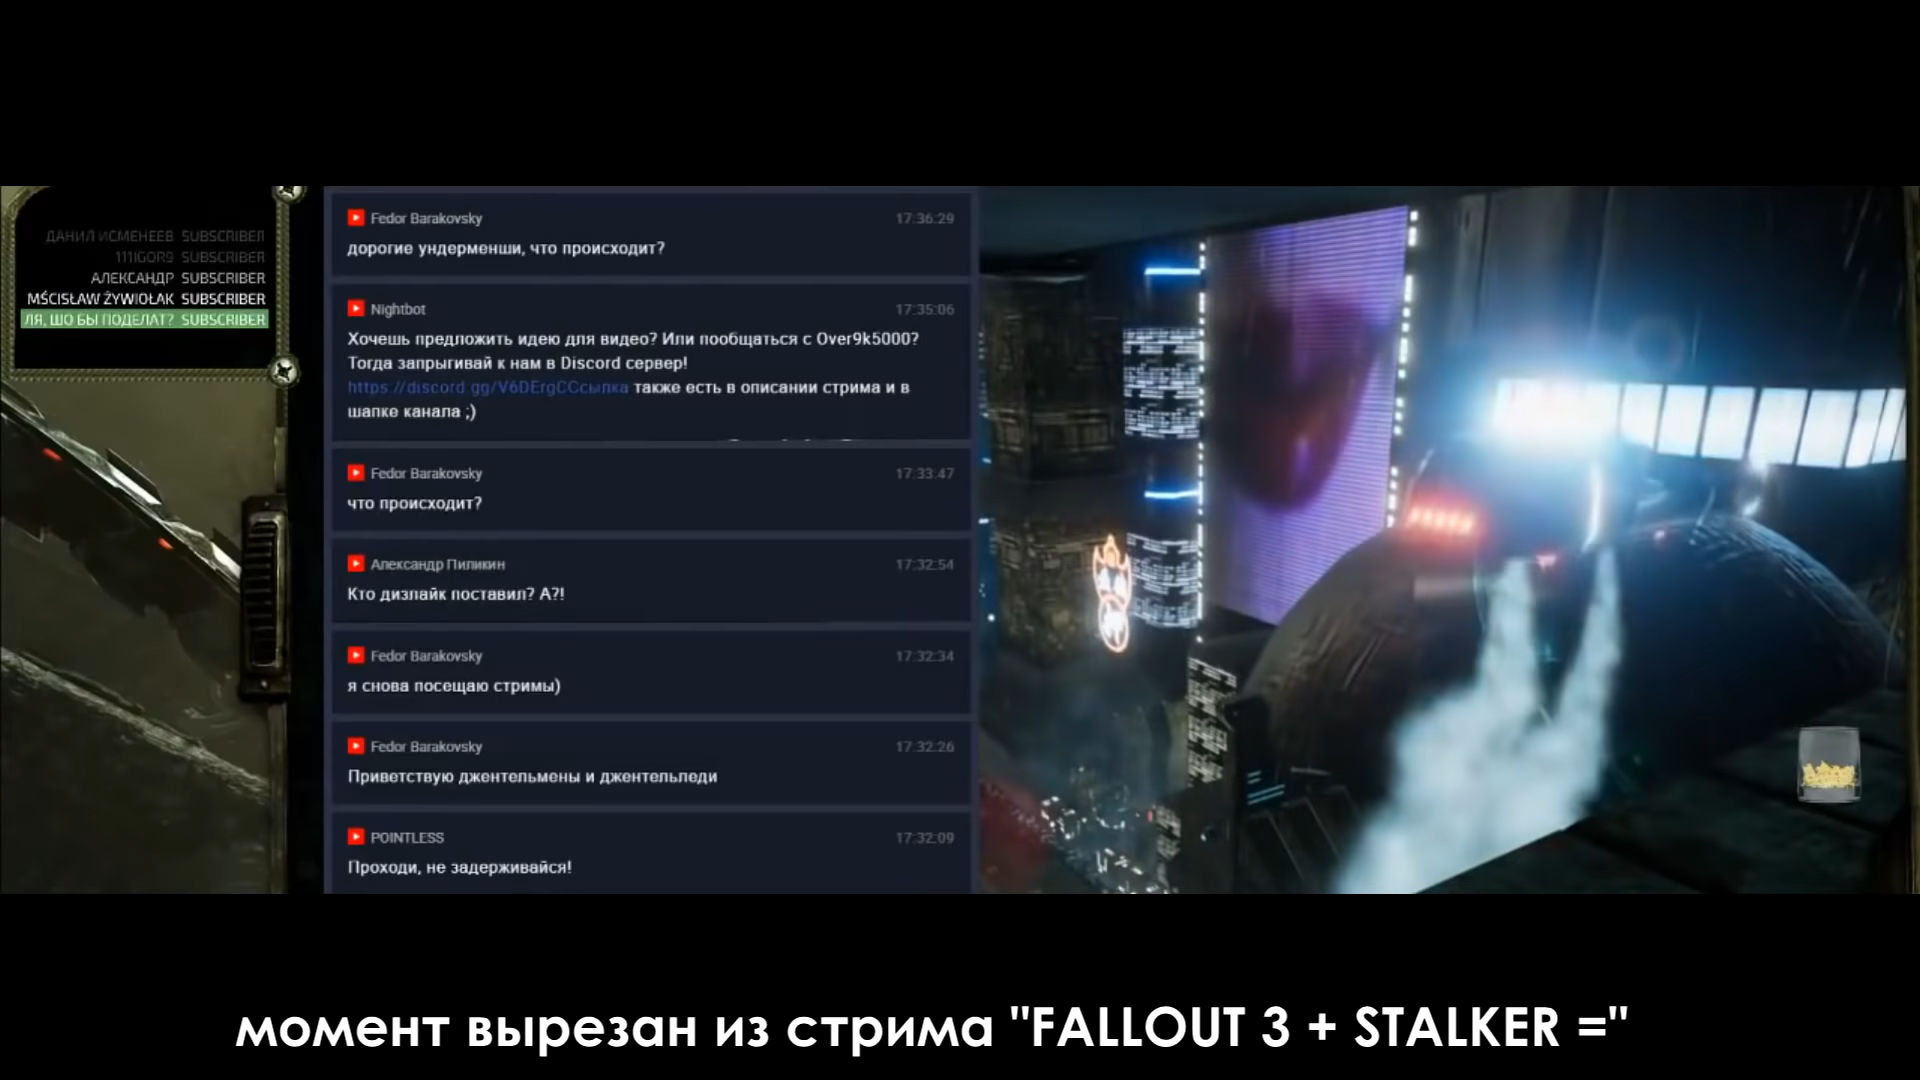 ДАНИЛ ИСМЕНЕЕВ SUBSCRIBER
111IGOR9 SUBSCRIBER
АЛЕКСАНДР SUBSCRIBER
MŚCISŁAW ŻYWIOŁAK SUBSCRIBER
ЛЯ, ШО БЫ ПОДЕЛАТ? SUBSCRIBER
Fedor Barakovsky 17:36:29
дорогие ундерменши, что происходит?
Nightbot 17:35:06
Хочешь предложить идею для видео? Или пообщаться с Over9k5000?
Тогда запрыгивай к нам в Discord сервер!
https://discord.gg/V6DErgCCсылка также есть в описании стрима и в
шапке канала ;)
Fedor Barakovsky 17:33:47
что происходит?
Александр Пиликин 17:32:54
Кто дизлайк поставил? А?!
Fedor Barakovsky 17:32:34
я снова посещаю стримы)
Fedor Barakovsky 17:32:26
Приветствую джентельмены и джентельледи
POINTLESS 17:32:09
Проходи, не задерживайся!
момент вырезан из стрима "FALLOUT 3 + STALKER ="